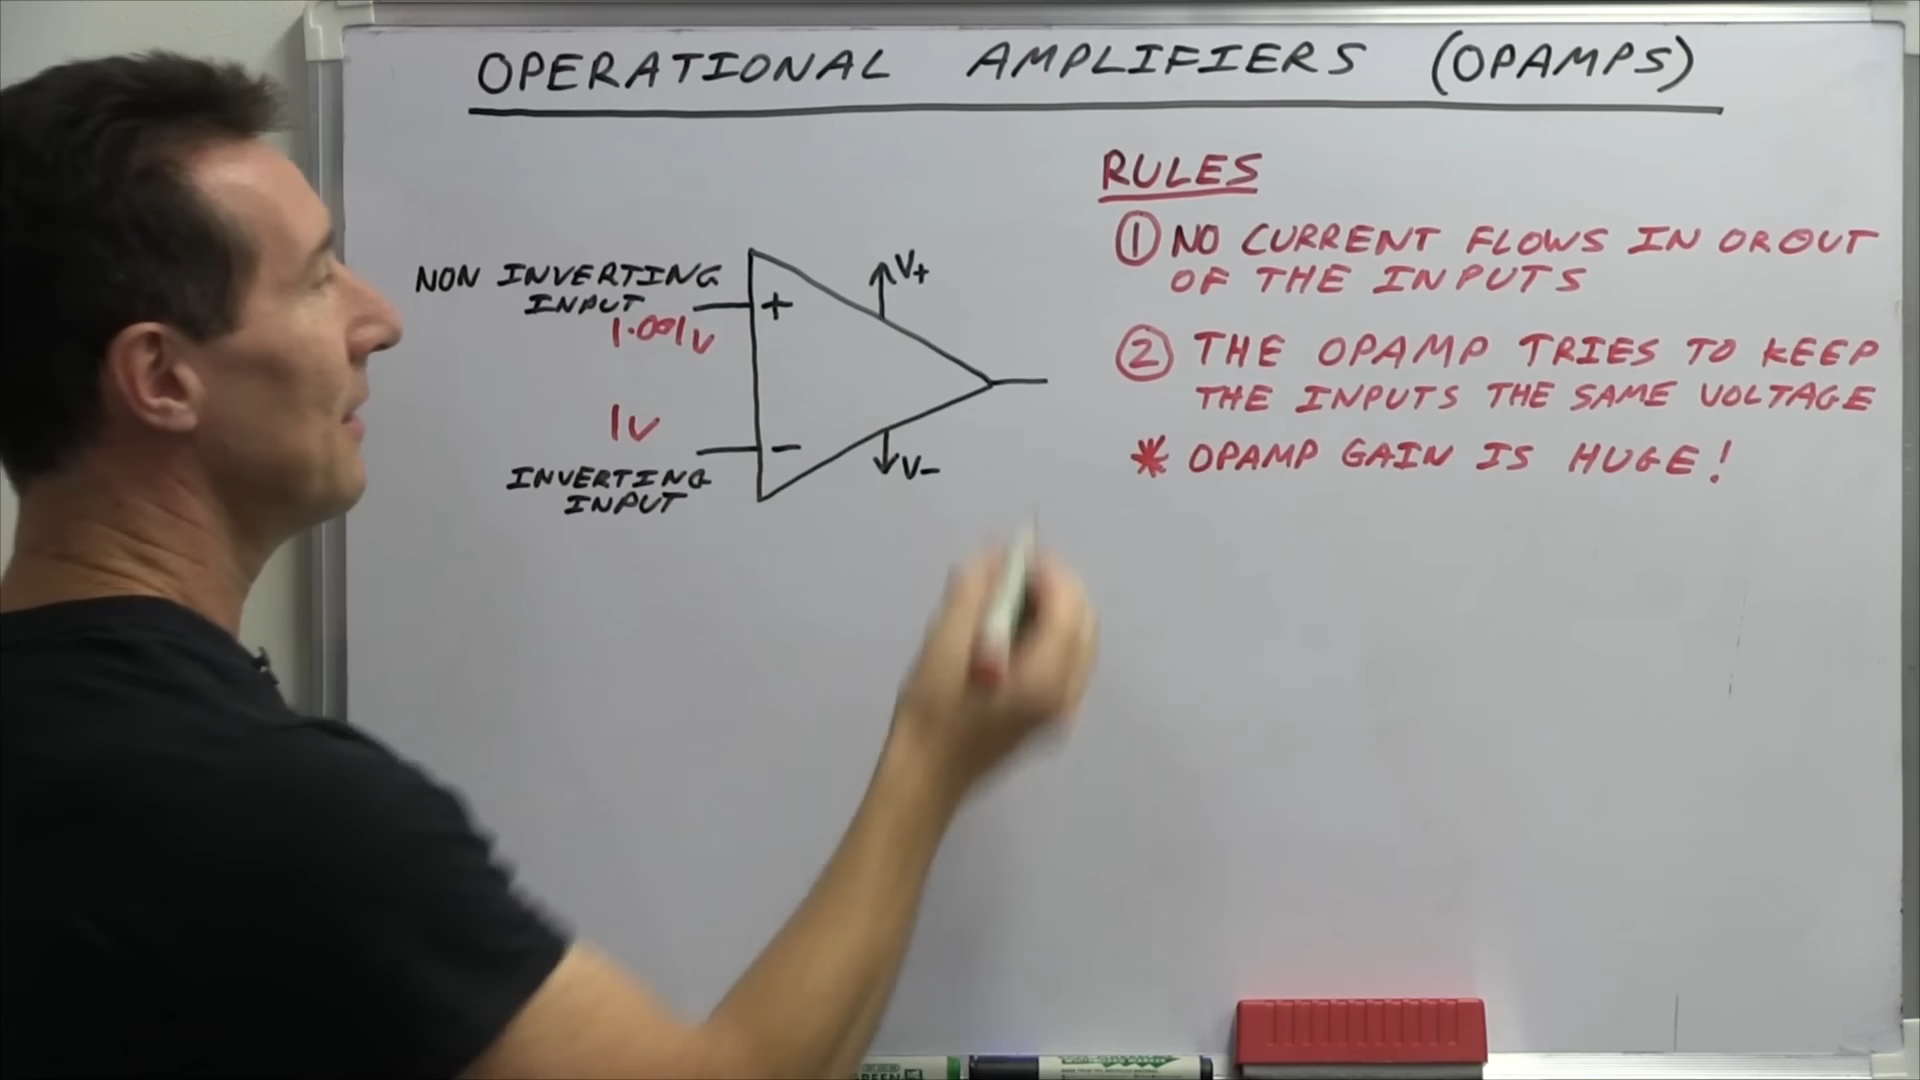 OPERATIONAL AMPLIFIERS (OPAMPS)
RULES
① NO CURRENT FLOWS IN OR OUT
OF THE INPUTS
② THE OPAMP TRIES TO KEEP
THE INPUTS THE SAME VOLTAGE
* OPAMP GAIN IS HUGE!
NON INVERTING
INPUT
1.001V
+
V+
1V
-
V-
INVERTING
INPUT
GREEN